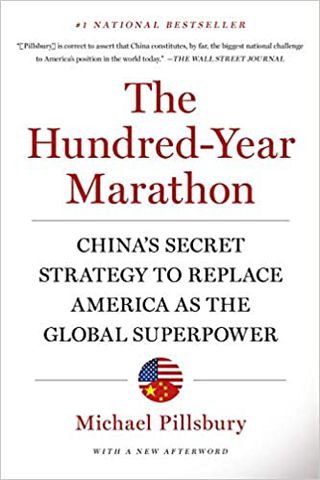 #1 NATIONAL BESTSELLER
“[Pillsbury] is correct to assert that China constitutes, by far, the biggest national challenge
to America’s position in the world today.” —THE WALL STREET JOURNAL
The
Hundred-Year
Marathon
CHINA’S SECRET
STRATEGY TO REPLACE
AMERICA AS THE
GLOBAL SUPERPOWER
Michael Pillsbury
WITH A NEW AFTERWORD